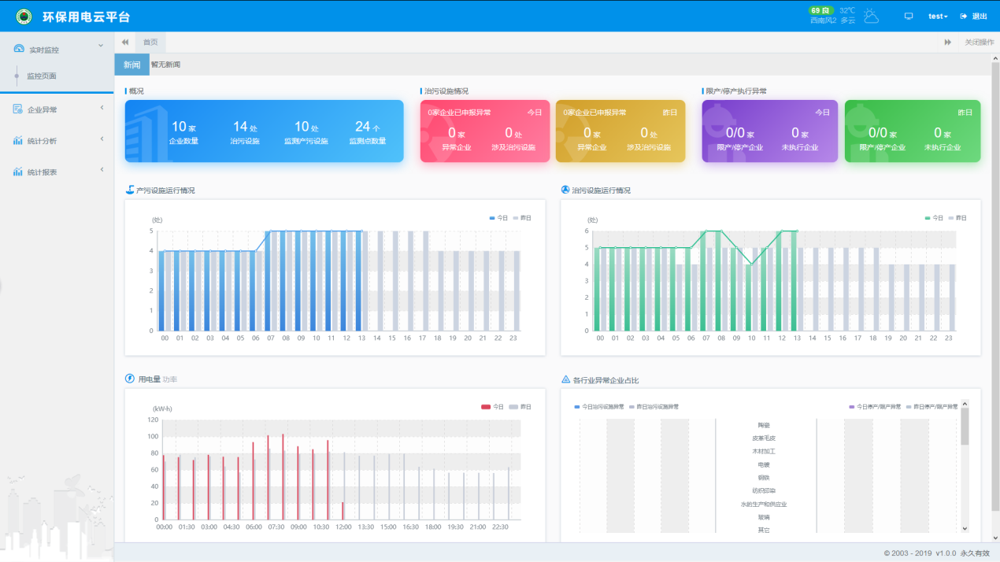 环保用电云平台
69 良 32℃
西南风2 多云
test
退出
实时监控
监控页面
企业异常
统计分析
统计报表
首页
关闭操作
新闻 暂无新闻
概况
10 家 14 处 10 处 24 个
企业数量 治污设施 监测产污设施 监测点数量
治污设施情况
0家企业已申报异常 今日
0 家 0 处
异常企业 涉及治污设施
0家企业已申报异常 昨日
0 家 0 处
异常企业 涉及治污设施
限产/停产执行异常
今日
0/0 家 0 家
限产/停产企业 未执行企业
昨日
0/0 家 0 家
限产/停产企业 未执行企业
产污设施运行情况
(处)
今日 昨日
5
4
3
2
1
0
00 01 02 03 04 05 06 07 08 09 10 11 12 13 14 15 16 17 18 19 20 21 22 23
治污设施运行情况
(处)
今日 昨日
6
5
4
3
2
1
0
00 01 02 03 04 05 06 07 08 09 10 11 12 13 14 15 16 17 18 19 20 21 22 23
用电量 功率
(kW·h)
今日 昨日
120
100
80
60
40
20
0
00:00 01:30 03:00 04:30 06:00 07:30 09:00 10:30 12:00 13:30 15:00 16:30 18:00 19:30 21:00 22:30
各行业异常企业占比
今日治污设施异常 昨日治污设施异常
今日停产/限产异常 昨日停产/限产异常
陶瓷
皮革毛皮
木材加工
电镀
钢铁
纺织印染
水的生产和供应业
玻璃
其它
© 2003 - 2019 v1.0.0 永久有效